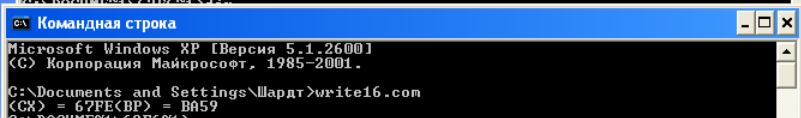 Командная строка
Microsoft Windows XP [Версия 5.1.2600]
(С) Корпорация Майкрософт, 1985-2001.
C:\Documents and Settings\Шардт>write16.com
(CX) = 67FE(BP) = BA59